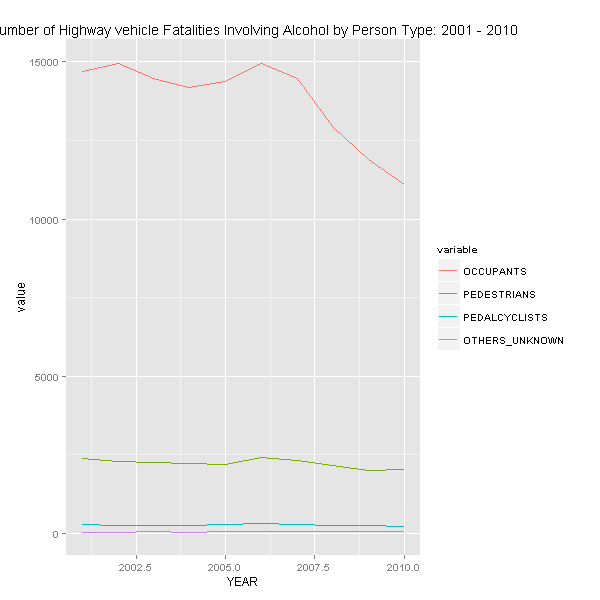 umber of Highway vehicle Fatalities Involving Alcohol by Person Type: 2001 - 2010
15000
10000
5000
0
value
2002.5 2005.0 2007.5 2010.0
YEAR
variable
OCCUPANTS
PEDESTRIANS
PEDALCYCLISTS
OTHERS_UNKNOWN